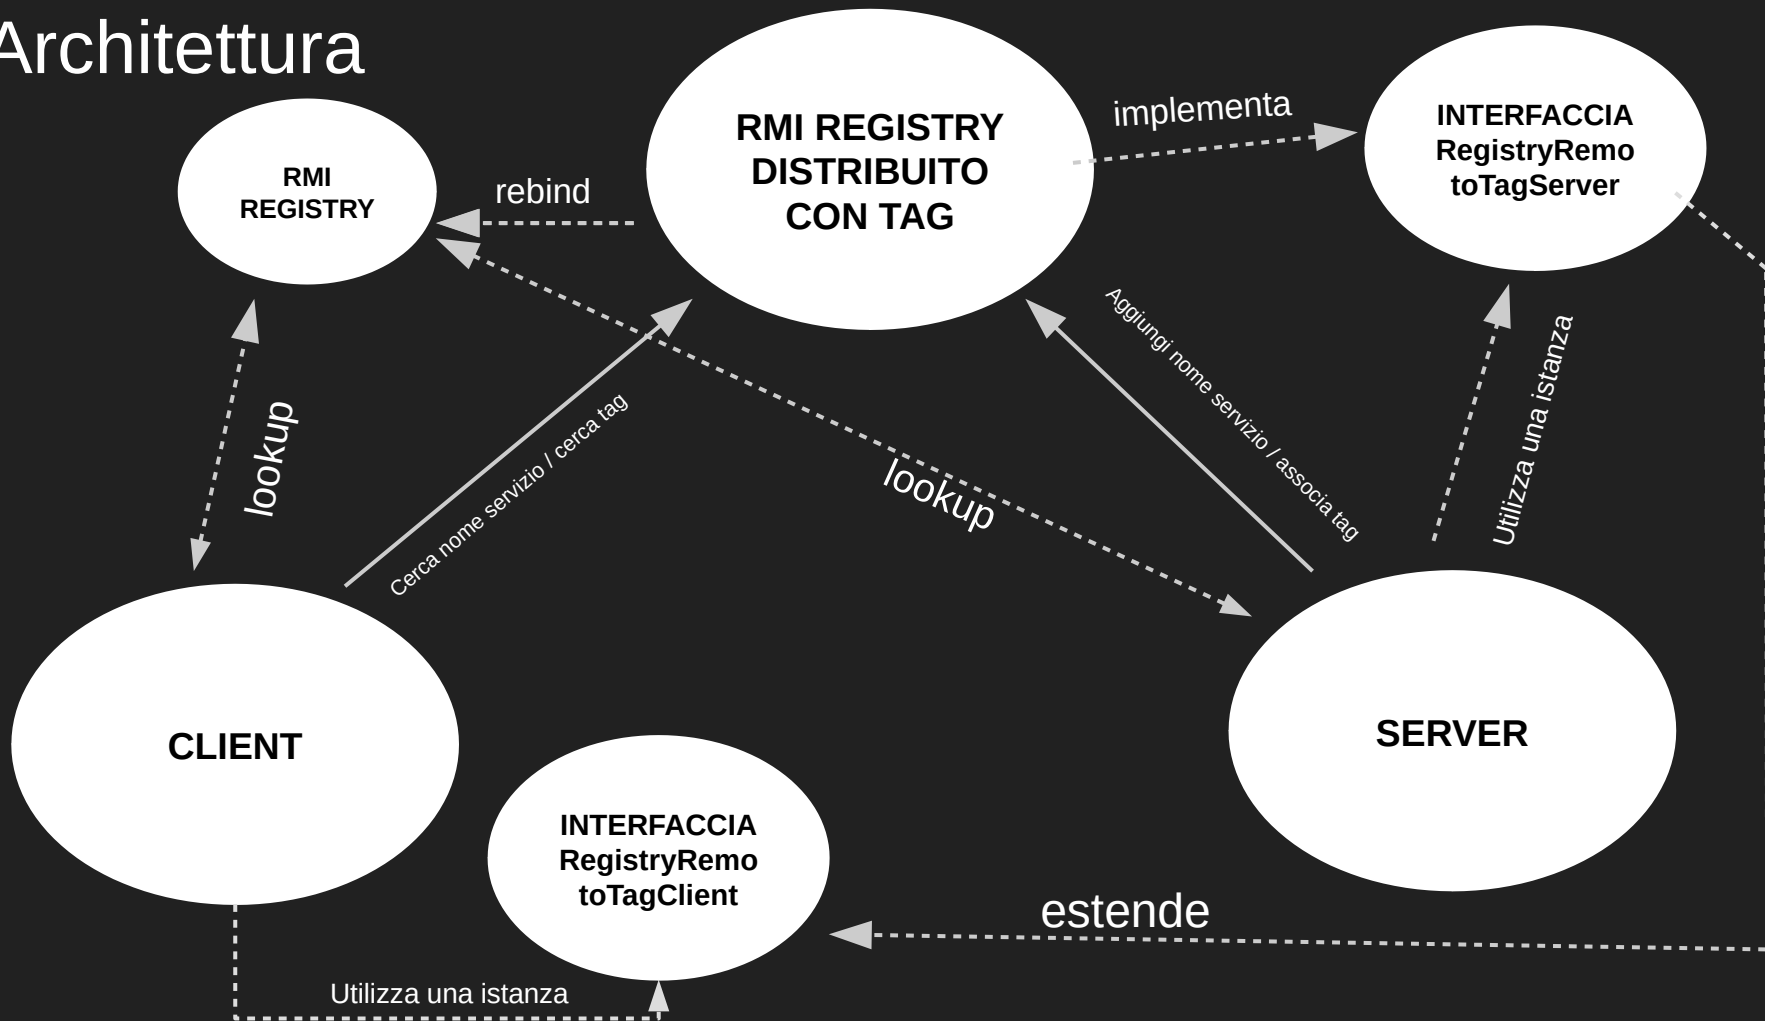 Architettura
RMI
REGISTRY
rebind
RMI REGISTRY
DISTRIBUITO
CON TAG
implementa
INTERFACCIA
RegistryRemo
toTagServer
lookup
Cerca nome servizio / cerca tag
lookup
Aggiungi nome servizio / associa tag
Utilizza una istanza
CLIENT
SERVER
INTERFACCIA
RegistryRemo
toTagClient
estende
Utilizza una istanza